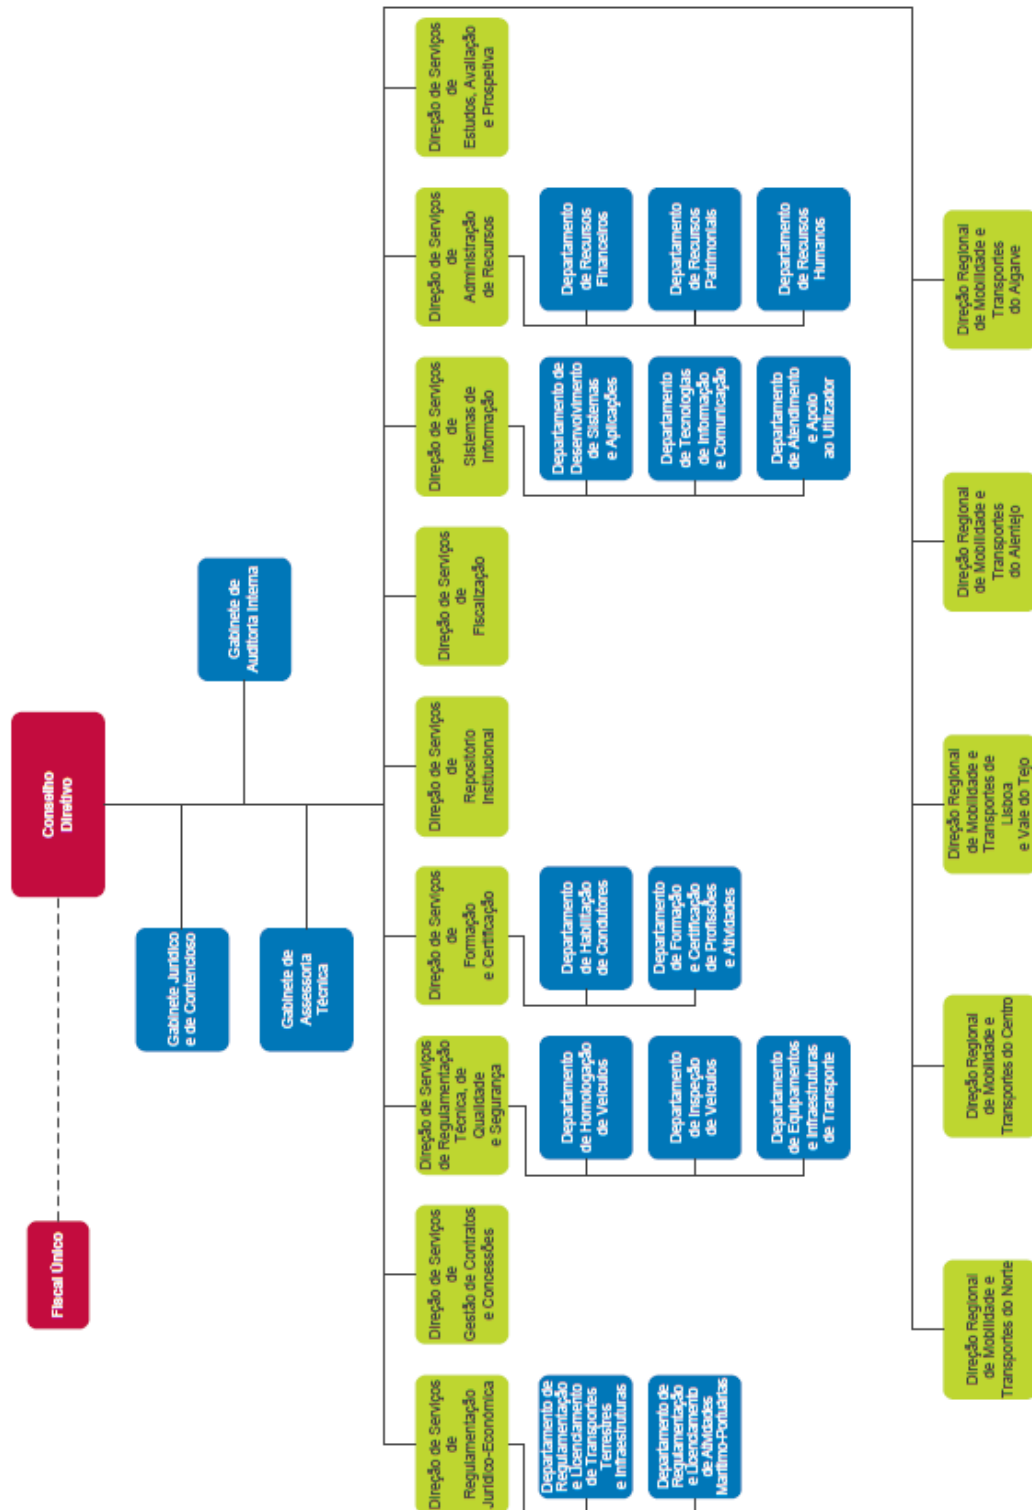 Fiscal Único
Conselho
Diretivo
Gabinete Jurídico
e de Contencioso
Gabinete de
Auditoria Interna
Gabinete de
Assessoria
Técnica
Direção de Serviços
de
Regulamentação
Jurídico-Económica
Direção de Serviços
de
Gestão de Contratos
e Concessões
Direção de Serviços
de Regulamentação
Técnica, de
Qualidade
e Segurança
Direção de Serviços
de
Formação
e Certificação
Direção de Serviços
de
Repositório
Institucional
Direção de Serviços
de
Fiscalização
Direção de Serviços
de
Sistemas de
Informação
Direção de Serviços
de
Administração
de Recursos
Direção de Serviços
de
Estudos, Avaliação
e Prospetiva
Departamento de
Regulamentação
e Licenciamento
de Transportes
Terrestres
e Infraestruturas
Departamento
de Homologação
de Veículos
Departamento
de Habilitação
de Condutores
Departamento de
Desenvolvimento
de Sistemas
e Aplicações
Departamento
de Recursos
Financeiros
Departamento de
Regulamentação
e Licenciamento
de Atividades
Marítimo-Portuárias
Departamento
de Inspeção
de Veículos
Departamento
de Formação
e Certificação
de Profissões
e Atividades
Departamento
de Tecnologias
de Informação
e Comunicação
Departamento
de Recursos
Patrimoniais
Departamento
de Equipamentos
e Infraestruturas
de Transporte
Departamento
de Atendimento
e Apoio
ao Utilizador
Departamento
de Recursos
Humanos
Direção Regional
de Mobilidade e
Transportes do Norte
Direção Regional
de Mobilidade e
Transportes do Centro
Direção Regional
de Mobilidade e
Transportes de
Lisboa
e Vale do Tejo
Direção Regional
de Mobilidade e
Transportes
do Alentejo
Direção Regional
de Mobilidade e
Transportes
do Algarve